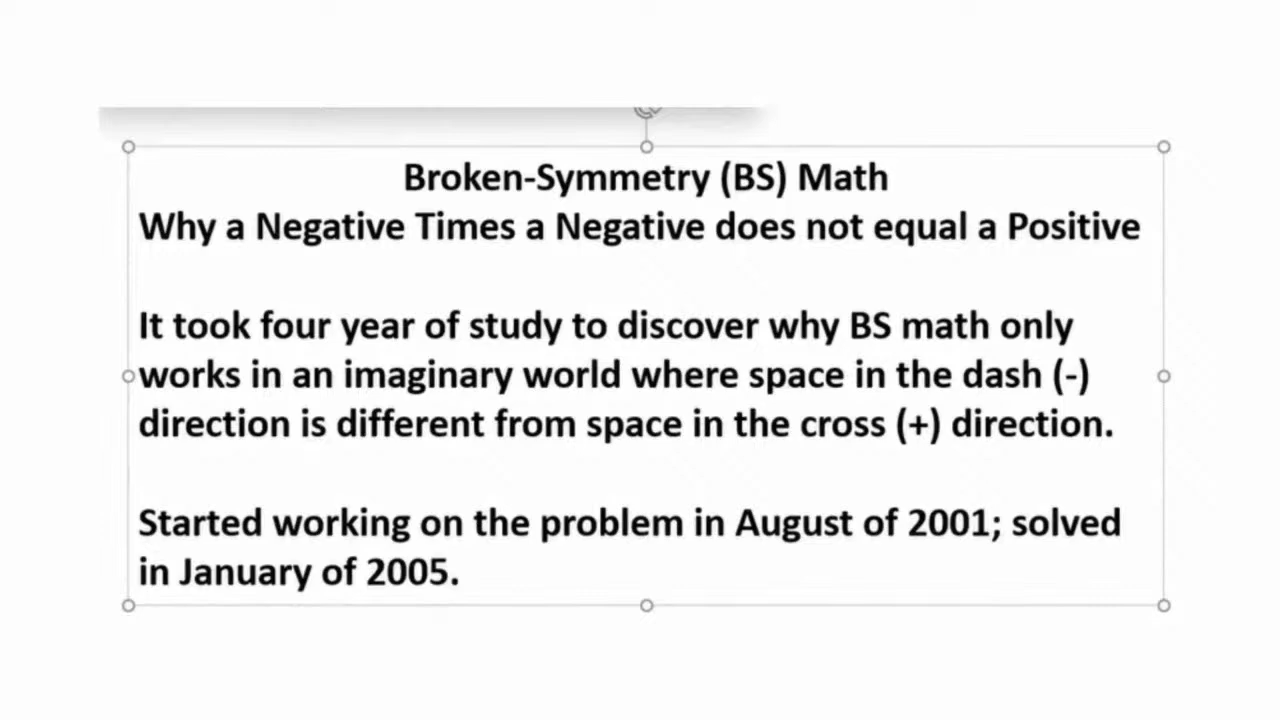 Broken-Symmetry (BS) Math
Why a Negative Times a Negative does not equal a Positive
It took four year of study to discover why BS math only
works in an imaginary world where space in the dash (-)
direction is different from space in the cross (+) direction.
Started working on the problem in August of 2001; solved
in January of 2005.